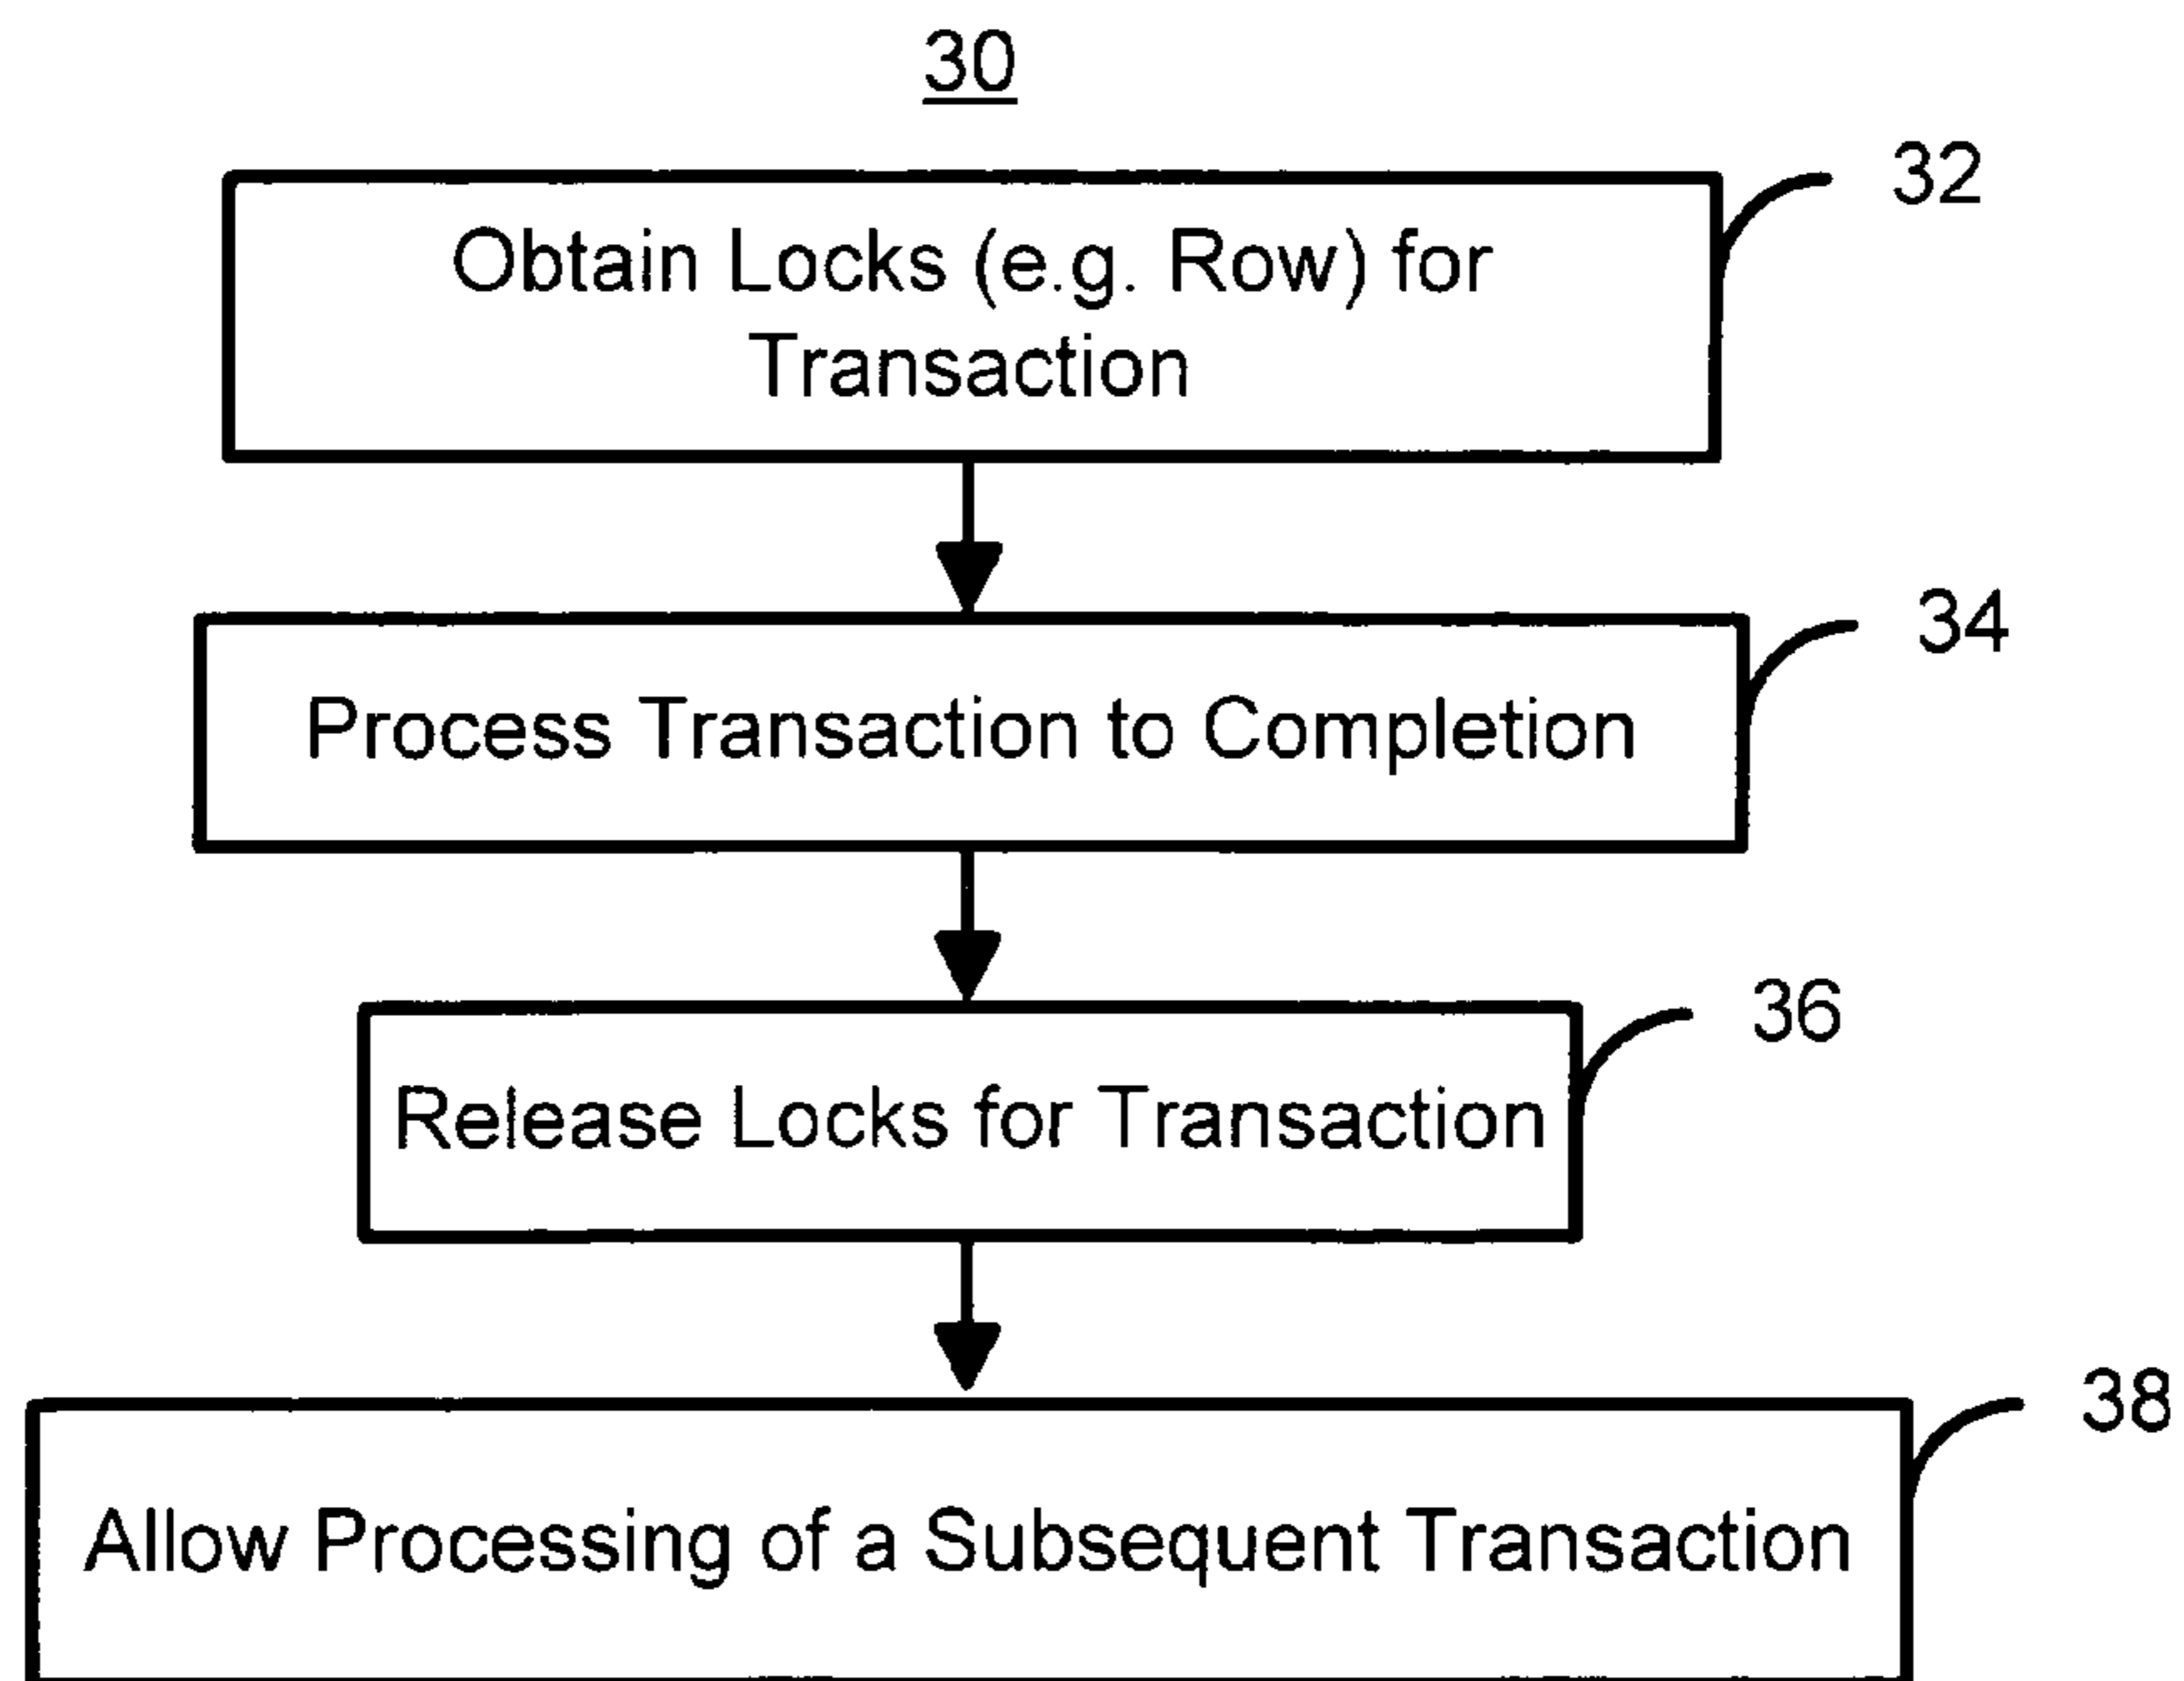 30
32
Obtain Locks (e.g. Row) for
Transaction
34
Process Transaction to Completion
36
Release Locks for Transaction
38
Allow Processing of a Subsequent Transaction